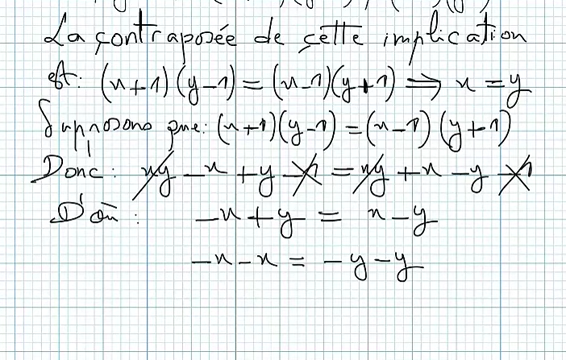 La contraposée de cette implication
est: (x+1)(y-1) = (x-1)(y+1) ⟹ x = y
Supposons que: (x+1)(y-1) = (x-1)(y+1)
Donc: xy - x + y - 1 = xy + x - y - 1
D'où: -x + y = x - y
-x - x = -y - y